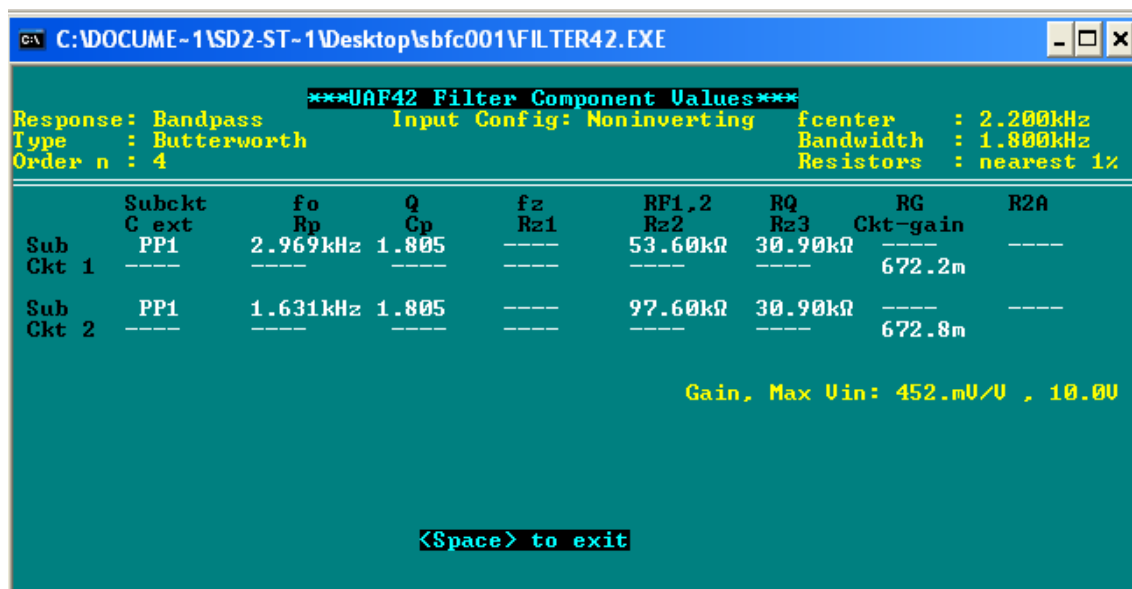 C:\DOCUME~1\SD2-ST~1\Desktop\sbfc001\FILTER42.EXE
***UAF42 Filter Component Values***
Response: Bandpass Input Config: Noninverting fcenter : 2.200kHz
Type : Butterworth Bandwidth : 1.800kHz
Order n : 4 Resistors : nearest 1%
Subckt fo Q fz RF1,2 RQ RG R2A
C ext Rp Cp Rz1 Rz2 Rz3 Ckt-gain
Sub PP1 2.969kHz 1.805 ---- 53.60kΩ 30.90kΩ ---- ----
Ckt 1 ---- ---- ---- ---- ---- ---- 672.2m
Sub PP1 1.631kHz 1.805 ---- 97.60kΩ 30.90kΩ ---- ----
Ckt 2 ---- ---- ---- ---- ---- ---- 672.8m
Gain, Max Vin: 452.mV/V , 10.0V
<Space> to exit